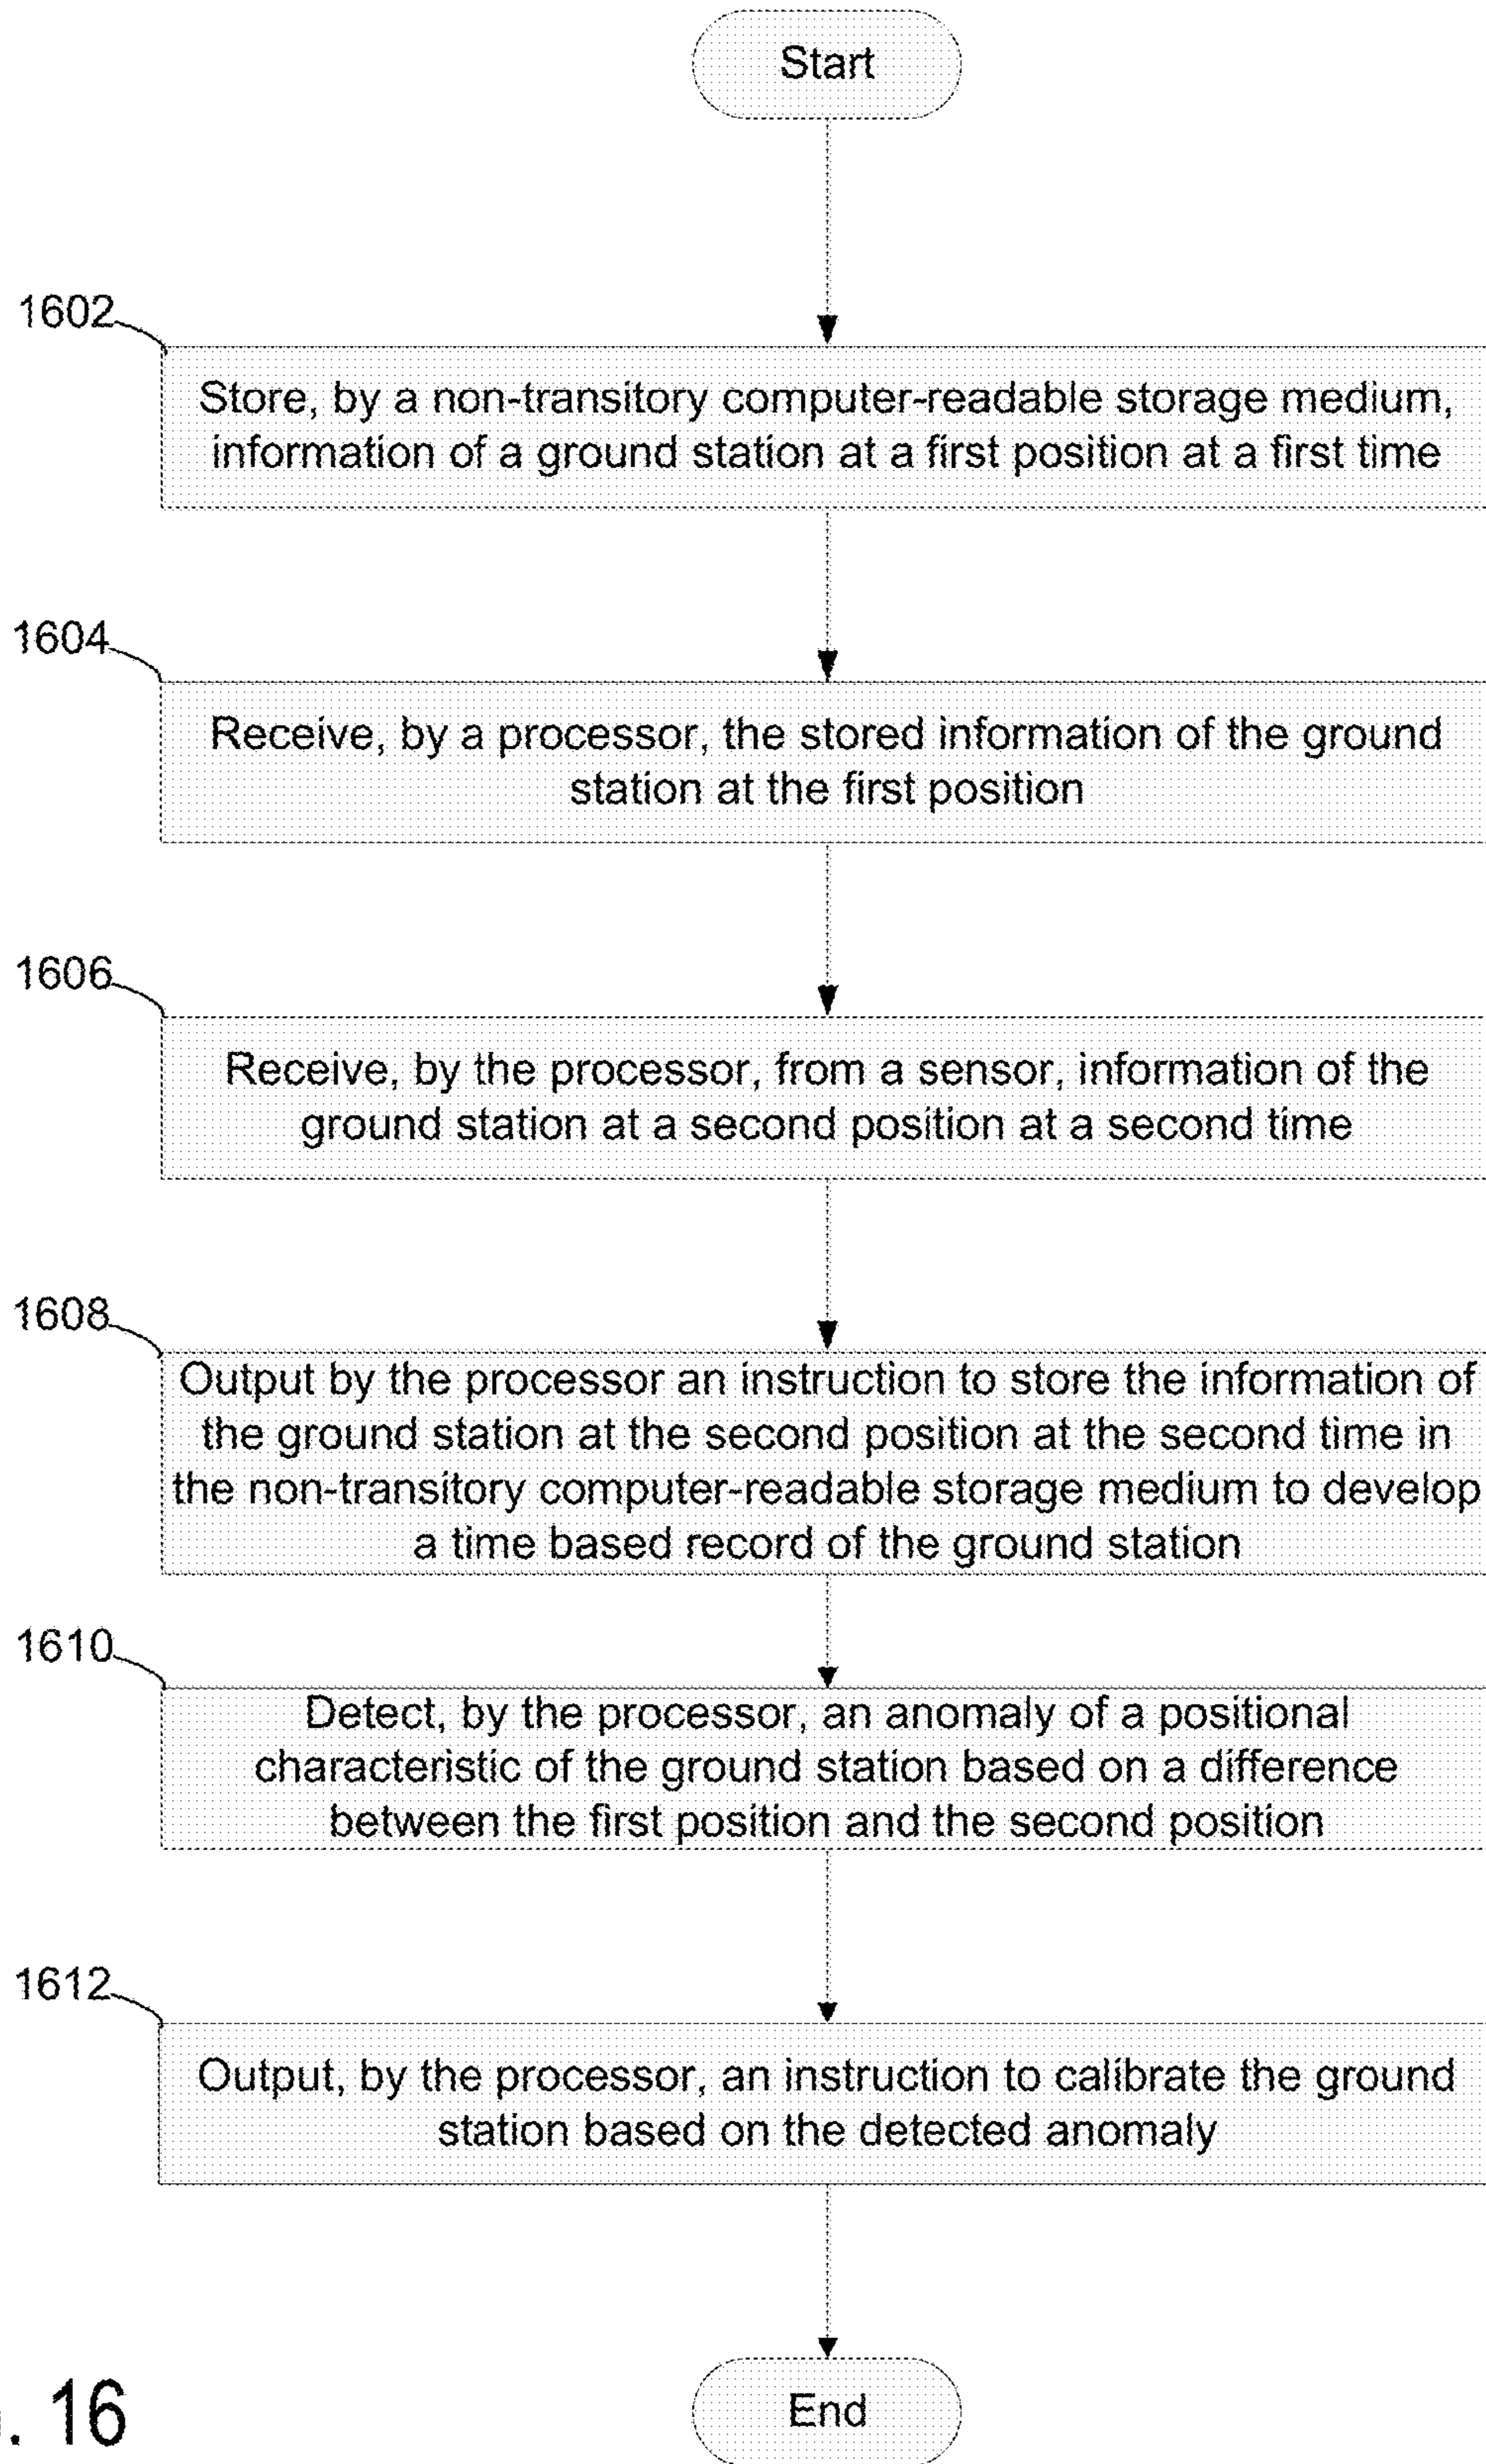 Start
1602
Store, by a non-transitory computer-readable storage medium,
information of a ground station at a first position at a first time
1604
Receive, by a processor, the stored information of the ground
station at the first position
1606
Receive, by the processor, from a sensor, information of the
ground station at a second position at a second time
1608
Output by the processor an instruction to store the information of
the ground station at the second position at the second time in
the non-transitory computer-readable storage medium to develop
a time based record of the ground station
1610
Detect, by the processor, an anomaly of a positional
characteristic of the ground station based on a difference
between the first position and the second position
1612
Output, by the processor, an instruction to calibrate the ground
station based on the detected anomaly
End
. 16